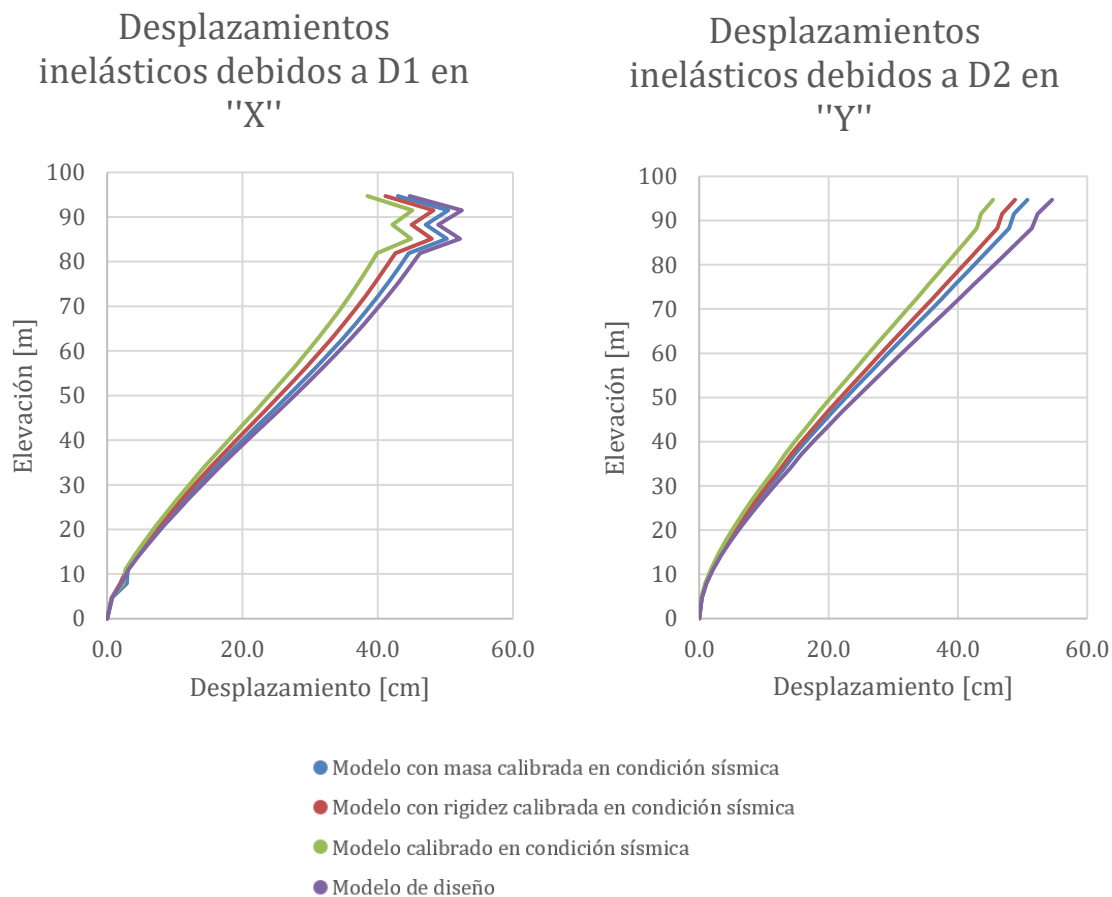 Desplazamientos
inelásticos debidos a D1 en
''X''
Elevación [m]
100
90
80
70
60
50
40
30
20
10
0
0.0 20.0 40.0 60.0
Desplazamiento [cm]
Desplazamientos
inelásticos debidos a D2 en
''Y''
Elevación [m]
100
90
80
70
60
50
40
30
20
10
0
0.0 20.0 40.0 60.0
Desplazamiento [cm]
Modelo con masa calibrada en condición sísmica
Modelo con rigidez calibrada en condición sísmica
Modelo calibrado en condición sísmica
Modelo de diseño